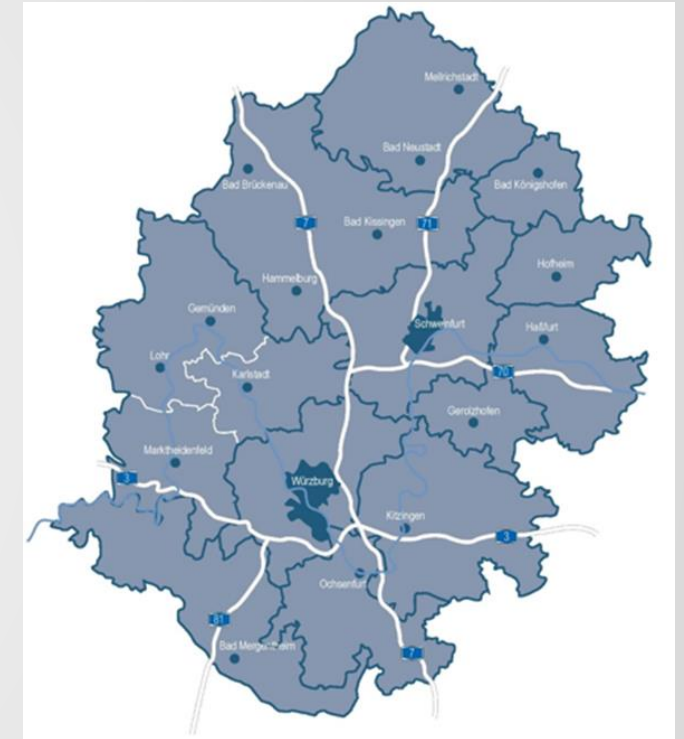 Mellrichstadt
Bad Neustadt
Bad Brückenau
Bad Königshofen
7
Bad Kissingen
71
Hofheim
Hammelburg
Gemünden
Schweinfurt
Haßfurt
Lohr
Karlstadt
70
Gerolzhofen
Marktheidenfeld
3
Würzburg
Kitzingen
3
Ochsenfurt
81
Bad Mergentheim
7